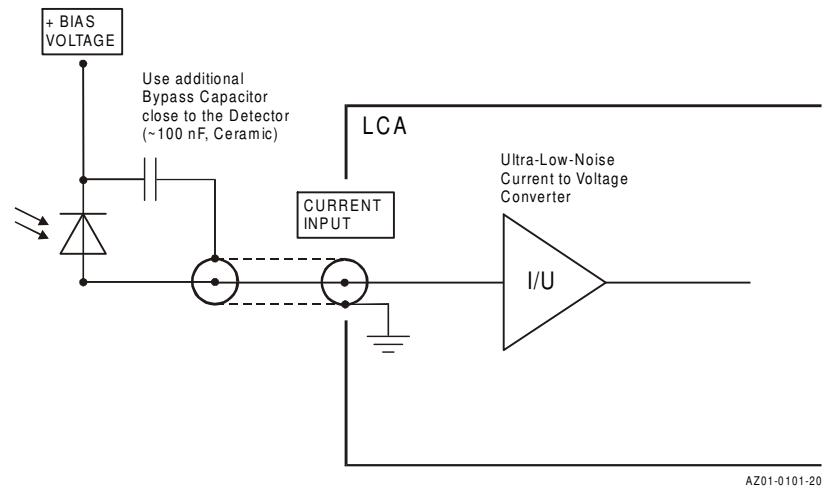 + BIAS
VOLTAGE
Use additional
Bypass Capacitor
close to the Detector
(~100 nF, Ceramic)
LCA
Ultra-Low-Noise
Current to Voltage
Converter
CURRENT
INPUT
I/U
AZ01-0101-20